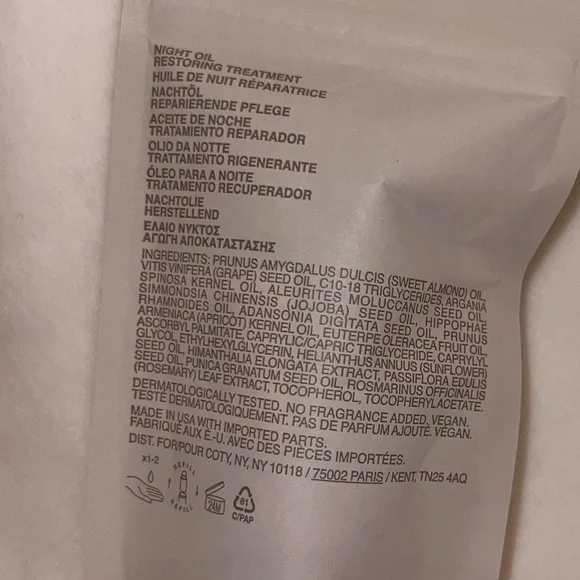 NIGHT OIL
RESTORING TREATMENT
HUILE DE NUIT RÉPARATRICE
NACHTÖL
REPARIERENDE PFLEGE
ACEITE DE NOCHE
TRATAMIENTO REPARADOR
OLIO DA NOTTE
TRATTAMENTO RIGENERANTE
ÓLEO PARA A NOITE
TRATAMENTO RECUPERADOR
NACHTOLIE
HERSTELLEND
ΕΛΑΙΟ ΝΥΚΤΟΣ
ΑΓΩΓΗ ΑΠΟΚΑΤΑΣΤΑΣΗΣ
INGREDIENTS: PRUNUS AMYGDALUS DULCIS (SWEET ALMOND) OIL,
VITIS VINIFERA (GRAPE) SEED OIL, C10-18 TRIGLYCERIDES, ARGANIA
SPINOSA KERNEL OIL, ALEURITES MOLUCCANUS SEED OIL,
SIMMONDSIA CHINENSIS (JOJOBA) SEED OIL, HIPPOPHAE
RHAMNOIDES OIL, ADANSONIA DIGITATA SEED OIL, PRUNUS
ARMENIACA (APRICOT) KERNEL OIL, EUTERPE OLERACEA FRUIT OIL,
ASCORBYL PALMITATE, CAPRYLIC/CAPRIC TRIGLYCERIDE, CAPRYLYL
GLYCOL, ETHYLHEXYLGLYCERIN, HELIANTHUS ANNUUS (SUNFLOWER)
SEED OIL, HIMANTHALIA ELONGATA EXTRACT, PASSIFLORA EDULIS
SEED OIL, PUNICA GRANATUM SEED OIL, ROSMARINUS OFFICINALIS
(ROSEMARY) LEAF EXTRACT, TOCOPHEROL, TOCOPHERYL ACETATE.
DERMATOLOGICALLY TESTED. NO FRAGRANCE ADDED. VEGAN.
TESTÉ DERMATOLOGIQUEMENT. PAS DE PARFUM AJOUTÉ. VEGAN.
MADE IN USA WITH IMPORTED PARTS.
FABRIQUÉ AUX É.-U. AVEC DES PIÈCES IMPORTÉES.
DIST. FOR/POUR COTY, NY, NY 10118 / 75002 PARIS / KENT, TN25 4AQ
x1-2
REFILL
REFILL
24M
81
C/PAP